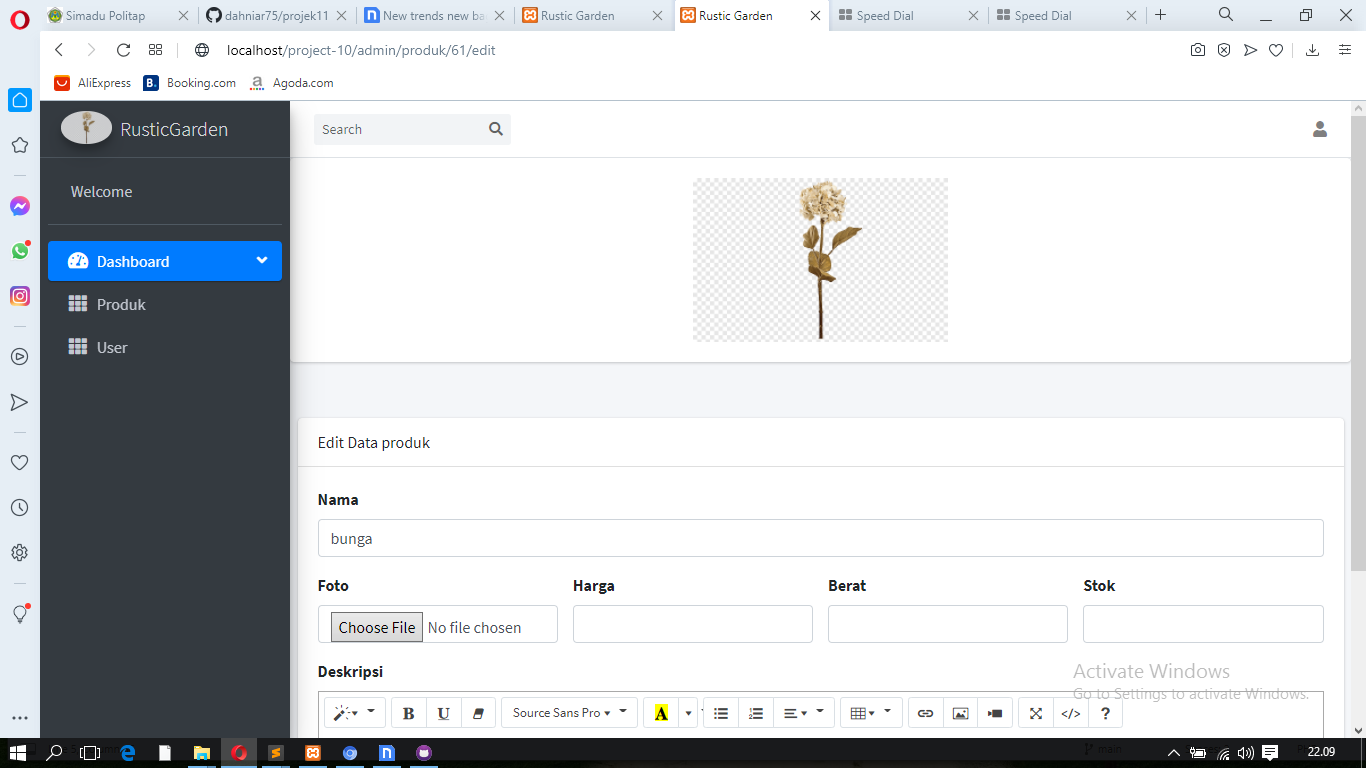 Simadu Politap
dahniar75/projek11
New trends new ba
Rustic Garden
Rustic Garden
Speed Dial
Speed Dial
localhost/project-10/admin/produk/61/edit
AliExpress
B.
Booking.com
a
Agoda.com
RusticGarden
Search
Welcome
Dashboard
Produk
User
Edit Data produk
Nama
bunga
Foto
Harga
Berat
Stok
Choose File No file chosen
Deskripsi
Activate Windows
Go to Settings to activate Windows.
B
U
Source Sans Pro
A
</>
?
main
22.09